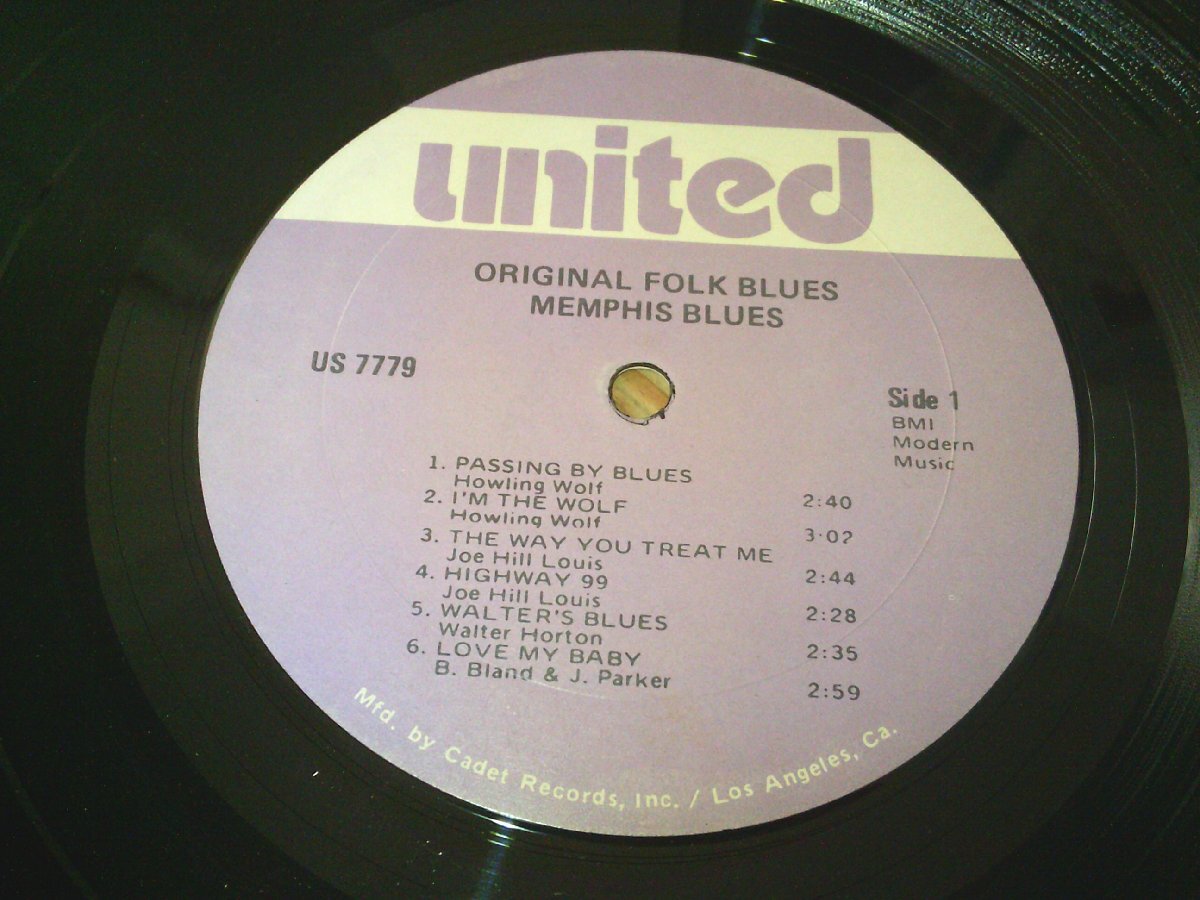 united
ORIGINAL FOLK BLUES
MEMPHIS BLUES
US 7779
Side 1
BMI
Modern
Music
1. PASSING BY BLUES
Howling Wolf 2:40
2. I'M THE WOLF
Howling Wolf 3:02
3. THE WAY YOU TREAT ME
Joe Hill Louis 2:44
4. HIGHWAY 99
Joe Hill Louis 2:28
5. WALTER'S BLUES
Walter Horton 2:35
6. LOVE MY BABY
B. Bland & J. Parker 2:59
Mfd. by Cadet Records, Inc. / Los Angeles, Ca.